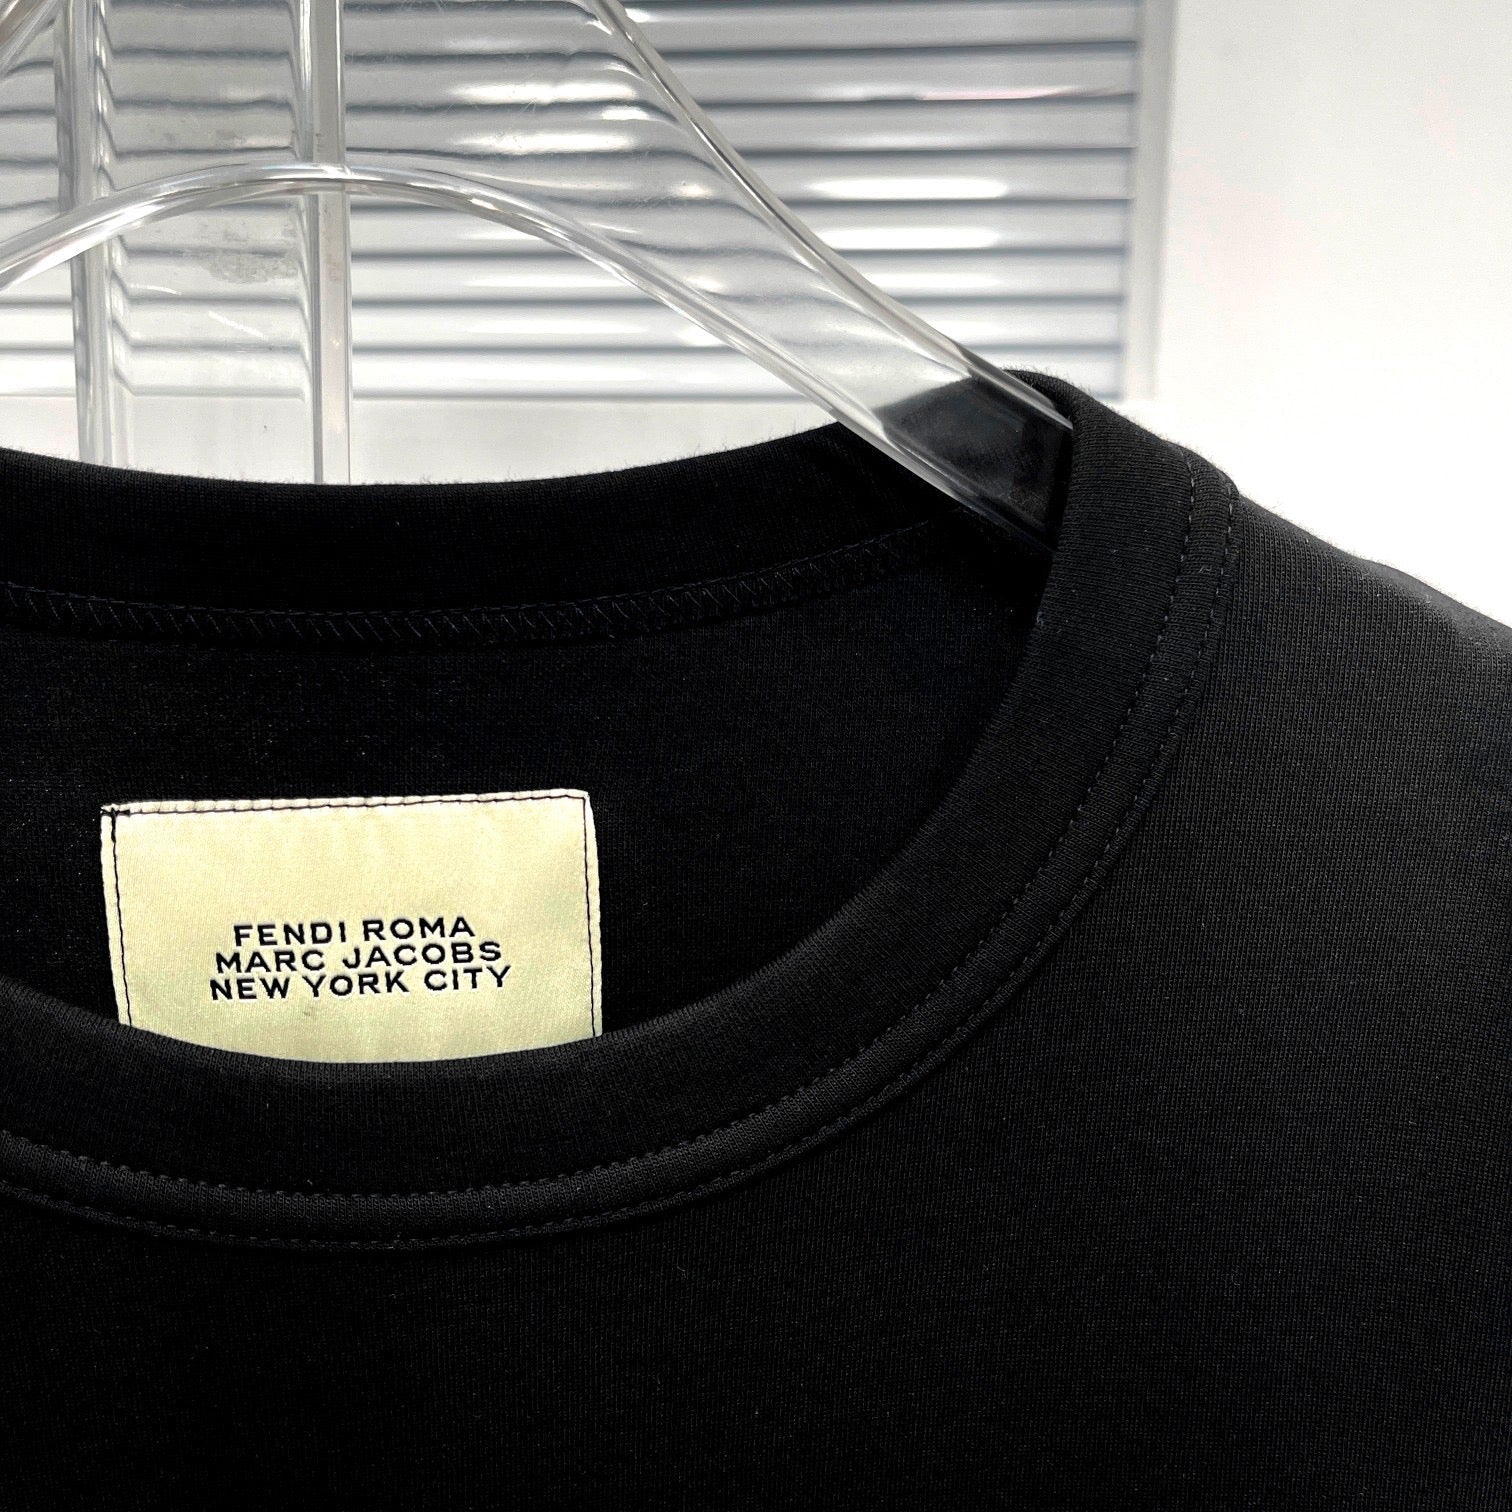 FENDI ROMA
MARC JACOBS
NEW YORK CITY